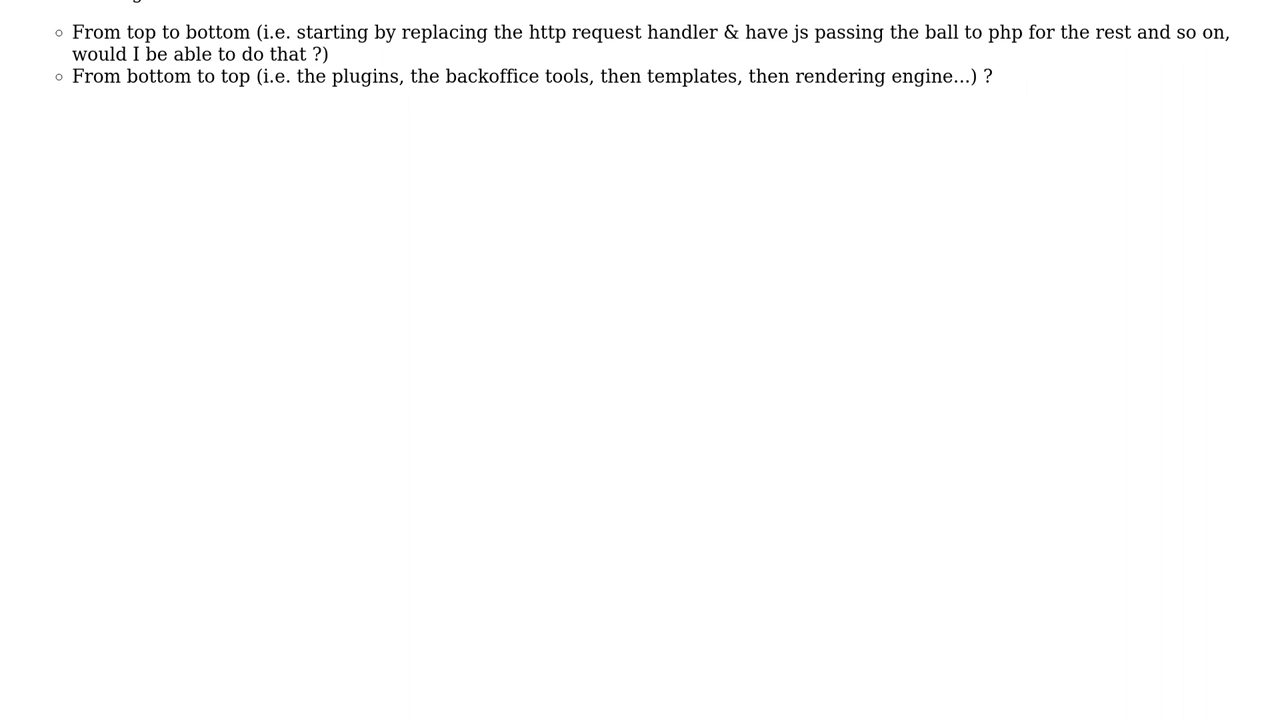 From top to bottom (i.e. starting by replacing the http request handler & have js passing the ball to php for the rest and so on,
would I be able to do that ?)
From bottom to top (i.e. the plugins, the backoffice tools, then templates, then rendering engine...) ?